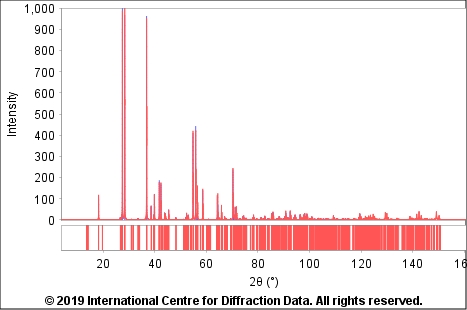 1,000
900
800
700
600
500
400
300
200
100
0
Intensity
20 40 60 80 100 120 140 16
2θ (°)
© 2019 International Centre for Diffraction Data. All rights reserved.